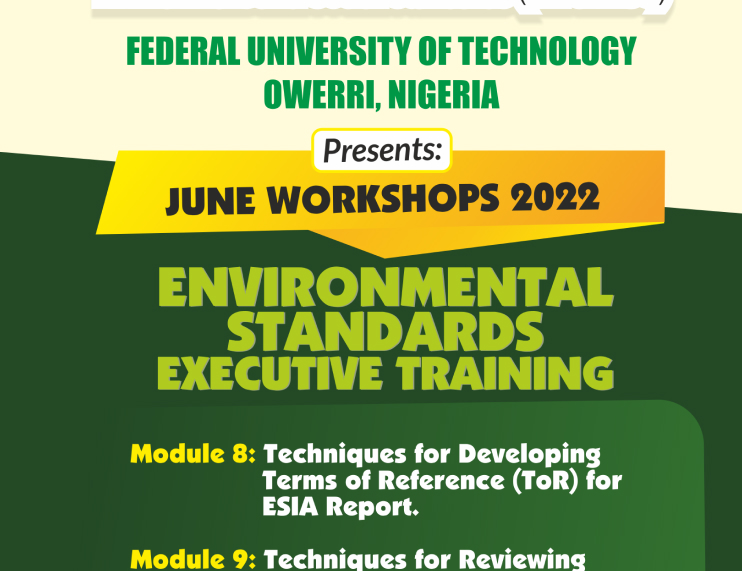 FEDERAL UNIVERSITY OF TECHNOLOGY
OWERRI, NIGERIA
Presents:
JUNE WORKSHOPS 2022
ENVIRONMENTAL
STANDARDS
EXECUTIVE TRAINING
Module 8: Techniques for Developing
Terms of Reference (ToR) for
ESIA Report.
Module 9: Techniques for Reviewing